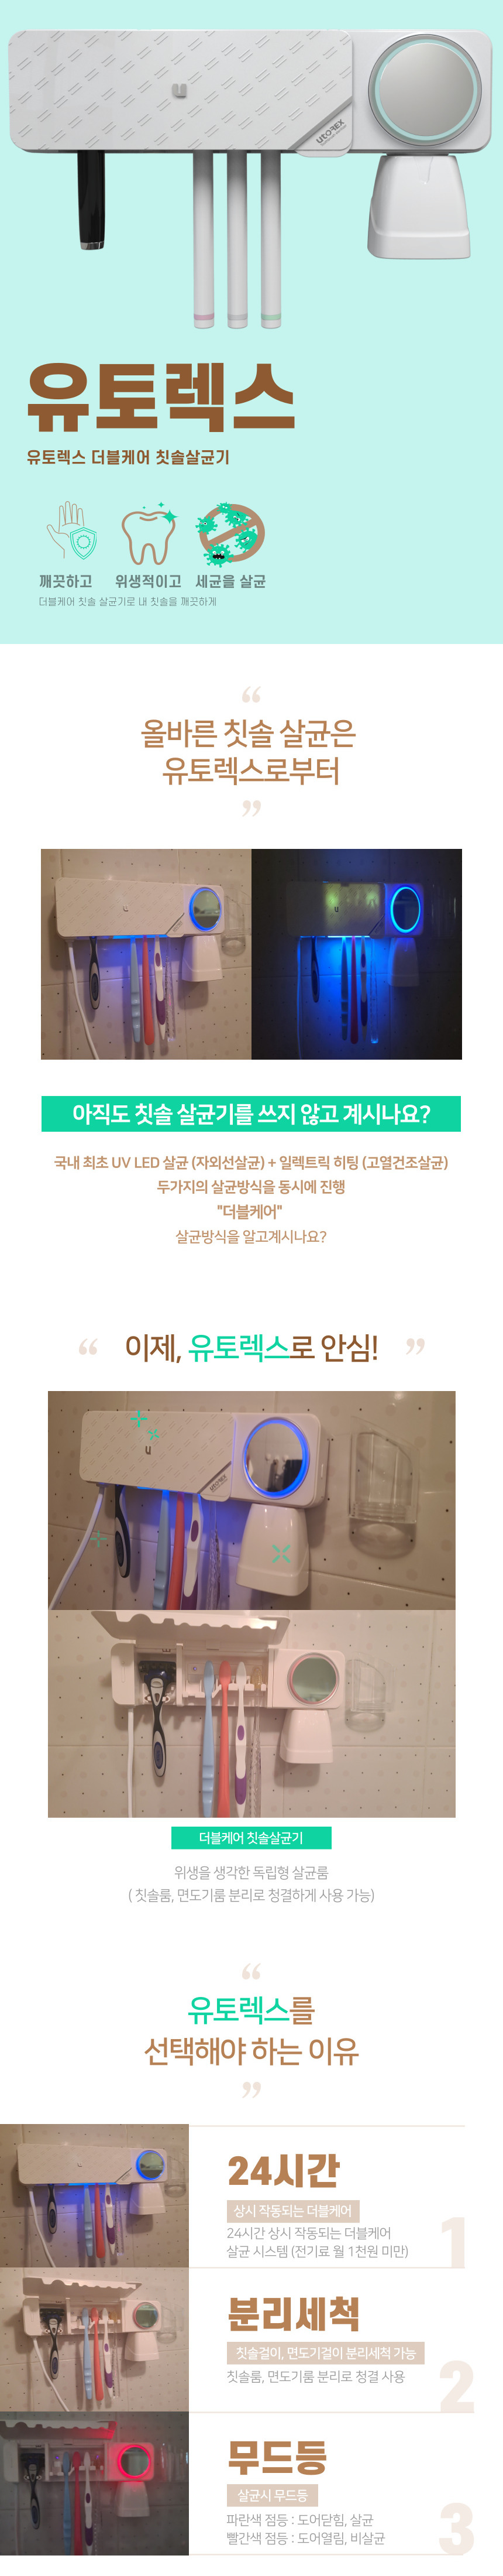 utorex
유토렉스
유토렉스 더블케어 칫솔살균기
깨끗하고 위생적이고 세균을 살균
더블케어 칫솔 살균기로 내 칫솔을 깨끗하게
“
올바른 칫솔 살균은
유토렉스로부터
”
아직도 칫솔 살균기를 쓰지 않고 계시나요?
국내 최초 UV LED 살균 (자외선살균) + 일렉트릭 히팅 (고열건조살균)
두가지의 살균방식을 동시에 진행
"더블케어"
살균방식을 알고계시나요?
“ 이제, 유토렉스로 안심! ”
utorex
더블케어 칫솔살균기
위생을 생각한 독립형 살균룸
( 칫솔룸, 면도기룸 분리로 청결하게 사용 가능)
“
유토렉스를
선택해야 하는 이유
”
24시간
상시 작동되는 더블케어
24시간 상시 작동되는 더블케어
살균 시스템 (전기료 월 1천원 미만)
1
분리세척
칫솔걸이, 면도기걸이 분리세척 가능
칫솔룸, 면도기룸 분리로 청결 사용
2
무드등
살균시 무드등
파란색 점등 : 도어닫힘, 살균
빨간색 점등 : 도어열림, 비살균
3